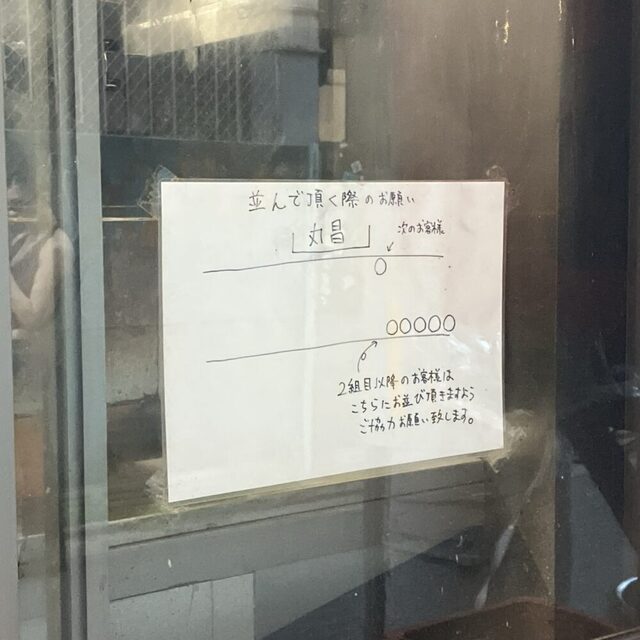 並んで頂く際のお願い
丸昌
次のお客様
2組目以降のお客様は
こちらにお並び頂きますよう
ご協力お願い致します。